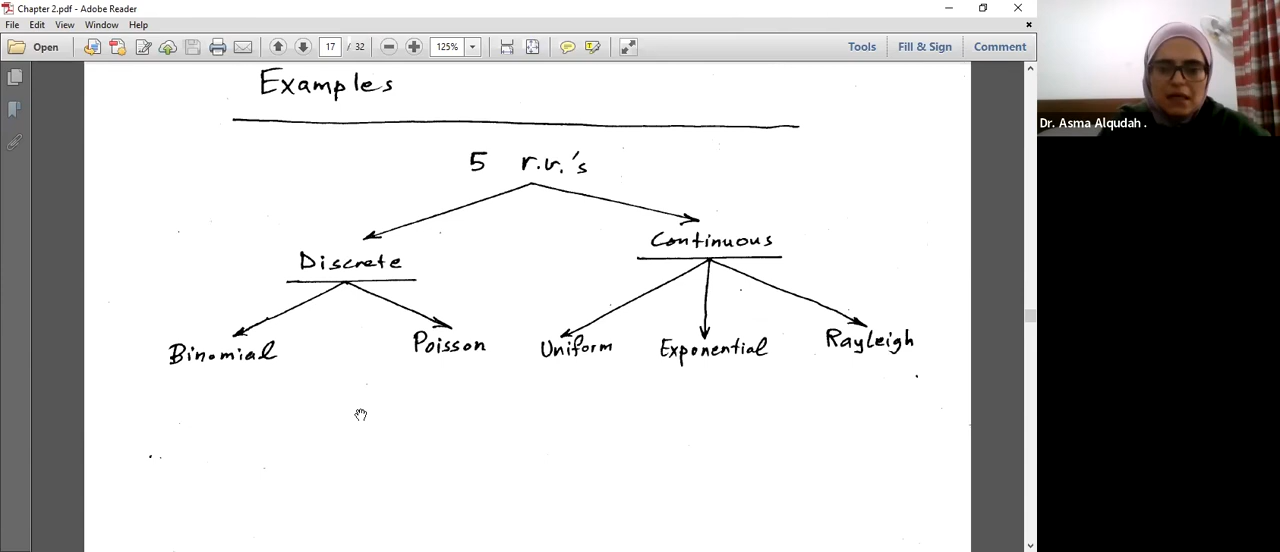 Chapter 2.pdf - Adobe Reader
File Edit View Window Help
Open 17 / 32 125% Tools Fill & Sign Comment
Dr. Asma Alqudah .
Examples
5 r.v.'s
Discrete Continuous
Binomial Poisson Uniform Exponential Rayleigh